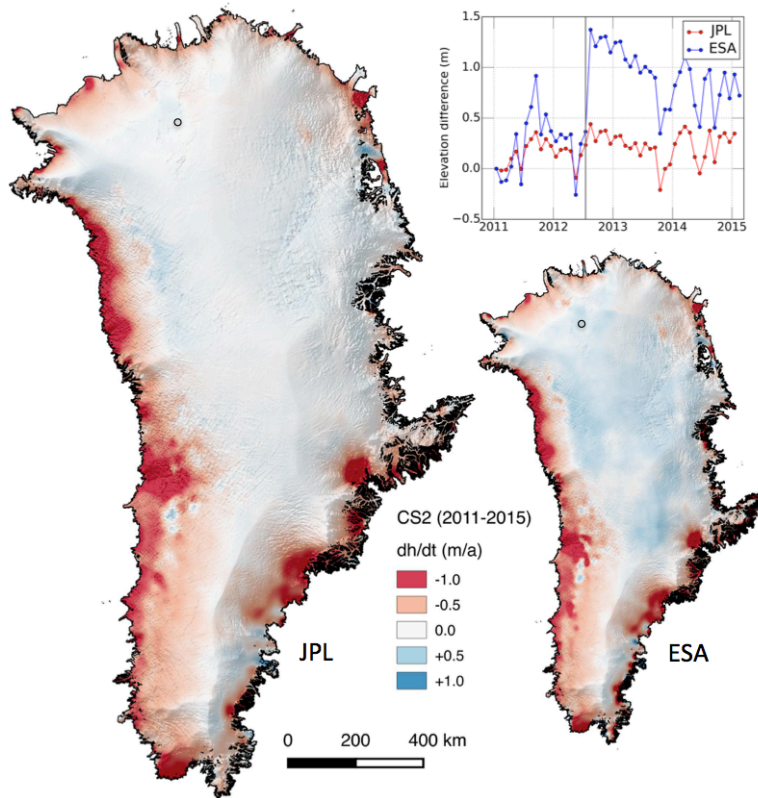 1.5
1.0
0.5
0.0
−0.5
Elevation difference (m)
JPL
ESA
2011 2012 2013 2014 2015
CS2 (2011-2015)
dh/dt (m/a)
-1.0
-0.5
0.0
+0.5
+1.0
JPL
ESA
0 200 400 km